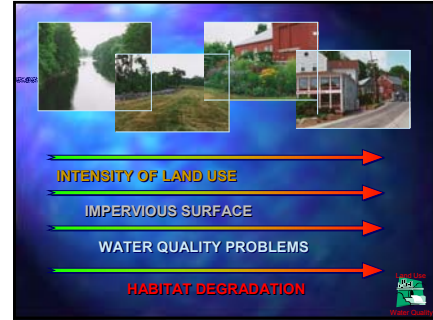 INTENSITY OF LAND USE
IMPERVIOUS SURFACE
WATER QUALITY PROBLEMS
HABITAT DEGRADATION
Land Use
Water Quality